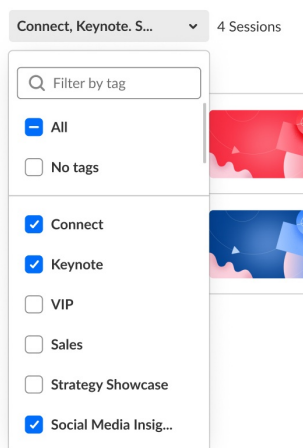 Connect, Keynote. S... 4 Sessions
Filter by tag
All
No tags
Connect
Keynote
VIP
Sales
Strategy Showcase
Social Media Insig...